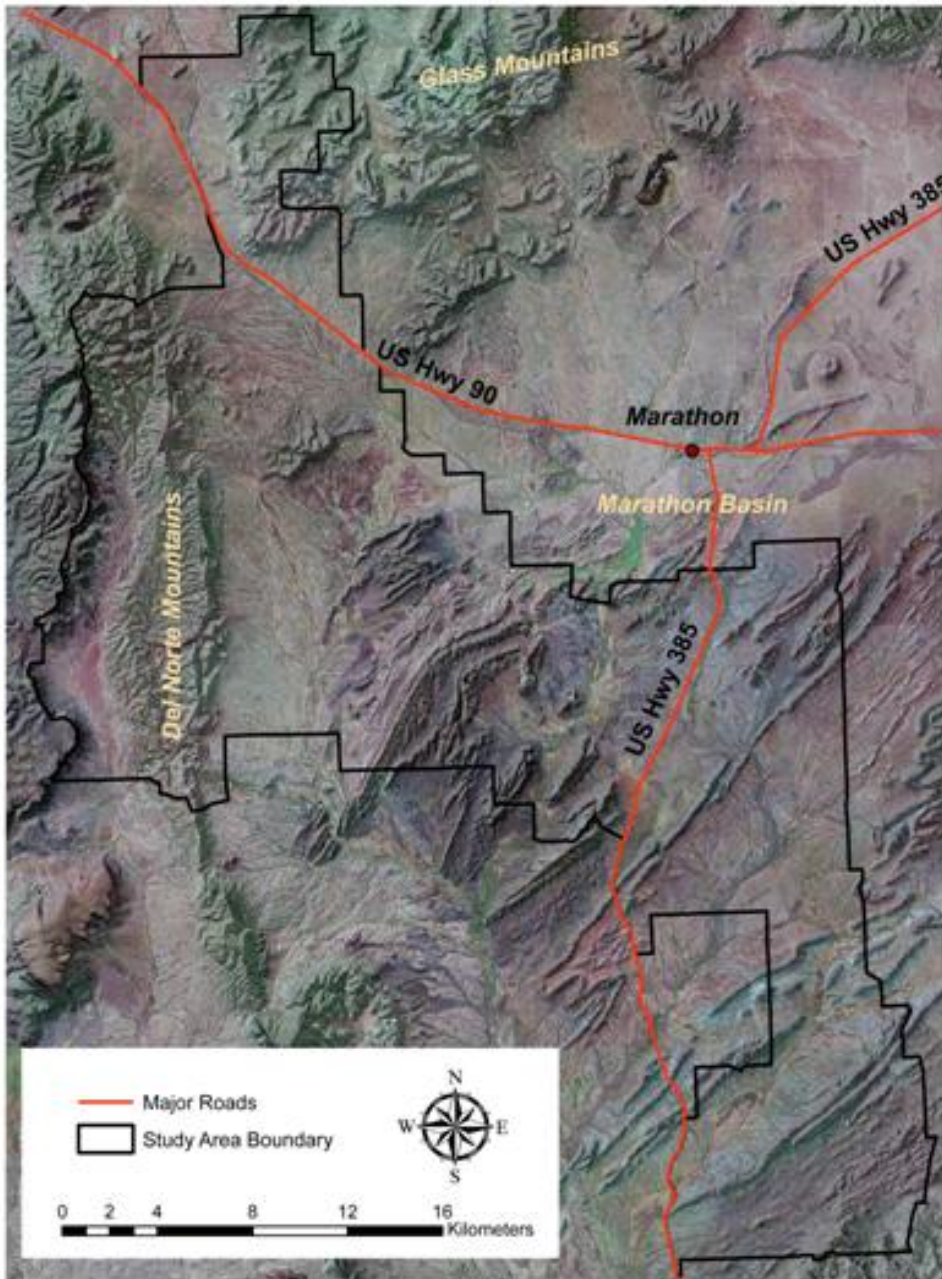 Glass Mountains
US Hwy 385
US Hwy 90
Marathon
Marathon Basin
Del Norte Mountains
US Hwy 385
Major Roads
Study Area Boundary
N
W
E
S
0 2 4 8 12 16
Kilometers